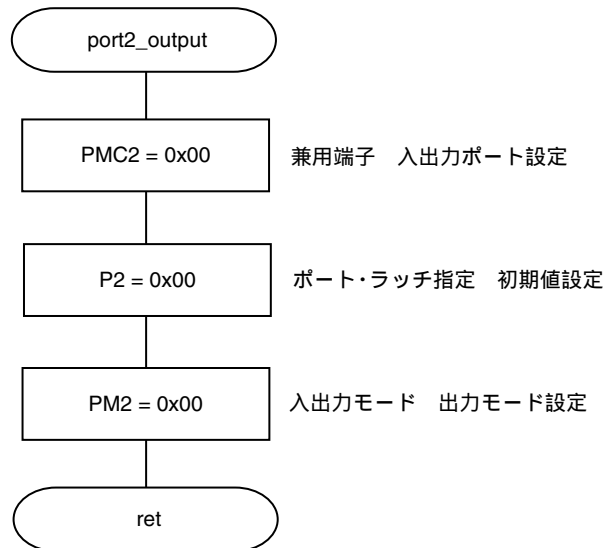 port2_output
PMC2 = 0x00 兼用端子 入出力ポート設定
P2 = 0x00 ポート・ラッチ指定 初期値設定
PM2 = 0x00 入出力モード 出力モード設定
ret